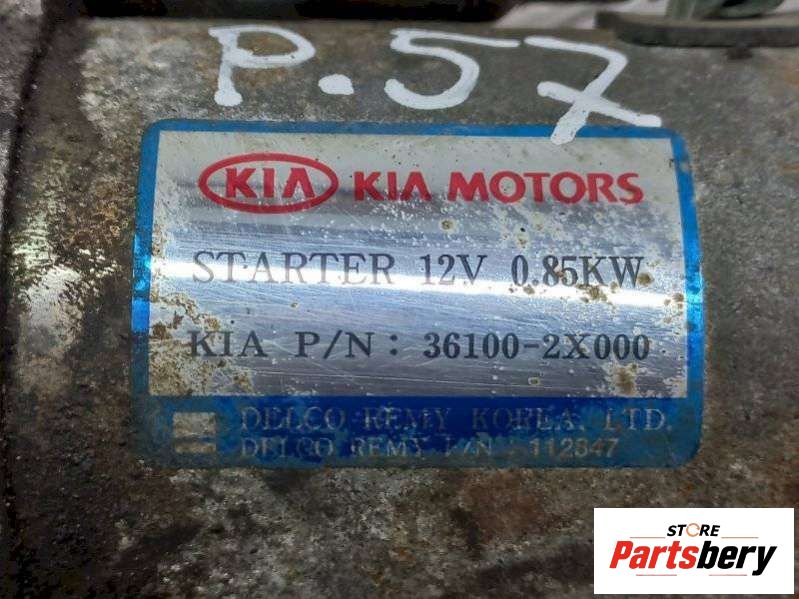 P.57
KIA KIA MOTORS
STARTER 12V 0.85KW
KIA P/N: 36100-2X000
DELCO REMY KOREA. LTD.
DELCO REMY P/N : 112847
STORE
Partsbery